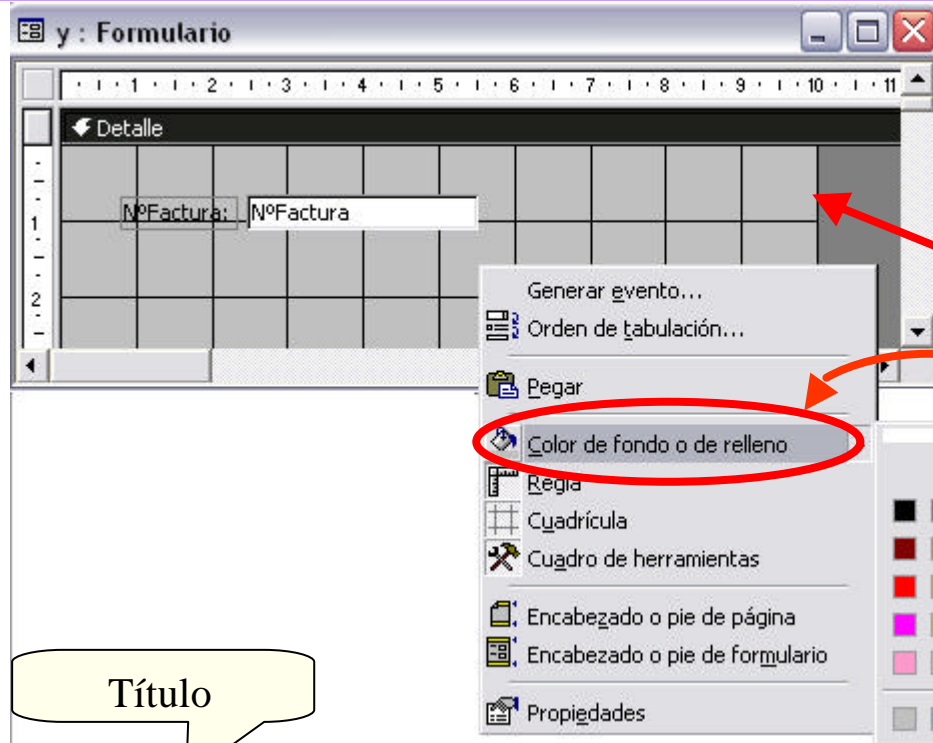 y : Formulario
1 2 3 4 5 6 7 8 9 10 11
Detalle
1
NºFactura: NºFactura
2
Generar evento...
Orden de tabulación...
Pegar
Color de fondo o de relleno
Regla
Cuadrícula
Cuadro de herramientas
Encabezado o pie de página
Encabezado o pie de formulario
Propiedades
Título